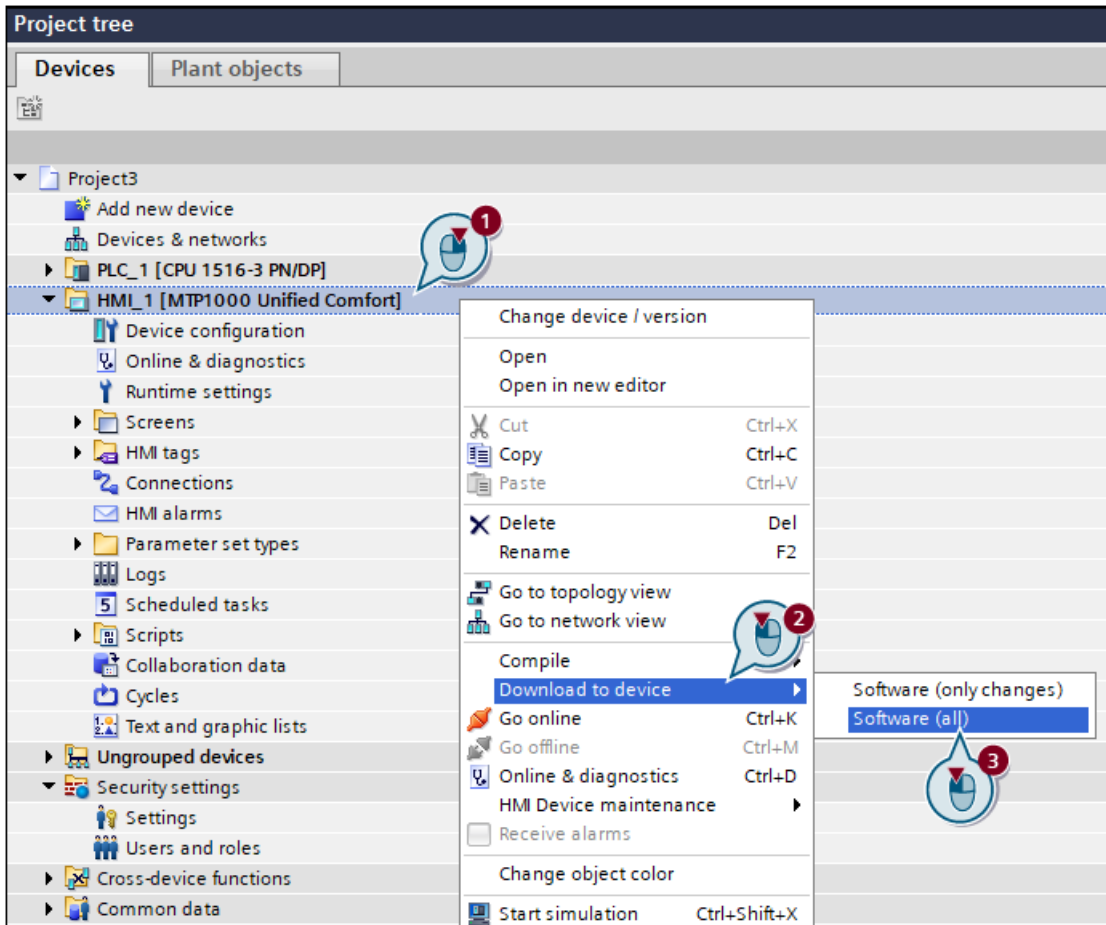 Project tree
Devices
Plant objects
Project3
Add new device
Devices & networks
1
PLC_1 [CPU 1516-3 PN/DP]
HMI_1 [MTP1000 Unified Comfort]
Device configuration
Online & diagnostics
Runtime settings
Screens
HMI tags
Connections
HMI alarms
Parameter set types
Logs
5 Scheduled tasks
Scripts
Collaboration data
Cycles
Text and graphic lists
Ungrouped devices
Security settings
Settings
Users and roles
Cross-device functions
Common data
Change device / version
Open
Open in new editor
Cut Ctrl+X
Copy Ctrl+C
Paste Ctrl+V
Delete Del
Rename F2
Go to topology view
Go to network view
2
Compile
Download to device
Go online Ctrl+K
Go offline Ctrl+M
Online & diagnostics Ctrl+D
HMI Device maintenance
Receive alarms
Change object color
Start simulation Ctrl+Shift+X
Software (only changes)
Software (all)
3